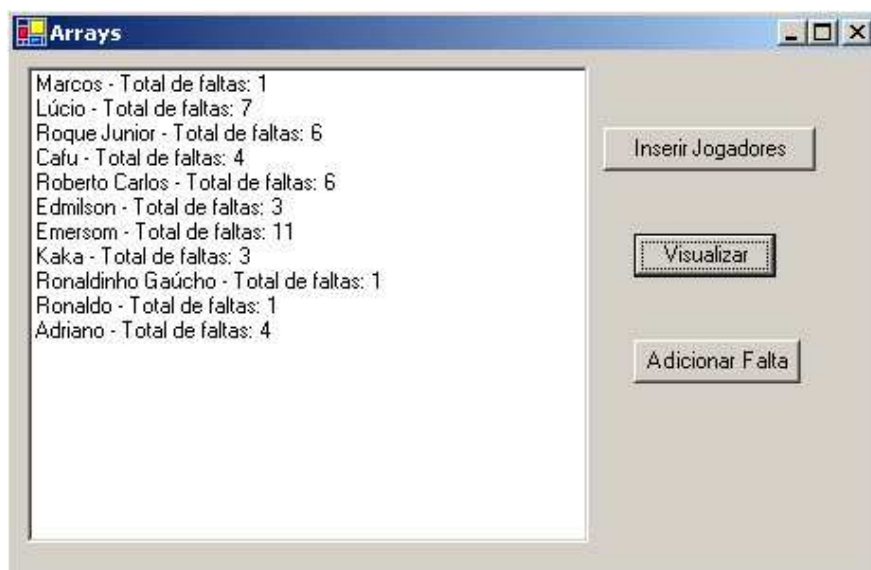 Arrays
Marcos - Total de faltas: 1
Lúcio - Total de faltas: 7
Roque Junior - Total de faltas: 6
Cafu - Total de faltas: 4
Roberto Carlos - Total de faltas: 6
Edmilson - Total de faltas: 3
Emersom - Total de faltas: 11
Kaka - Total de faltas: 3
Ronaldinho Gaúcho - Total de faltas: 1
Ronaldo - Total de faltas: 1
Adriano - Total de faltas: 4
Inserir Jogadores
Visualizar
Adicionar Falta